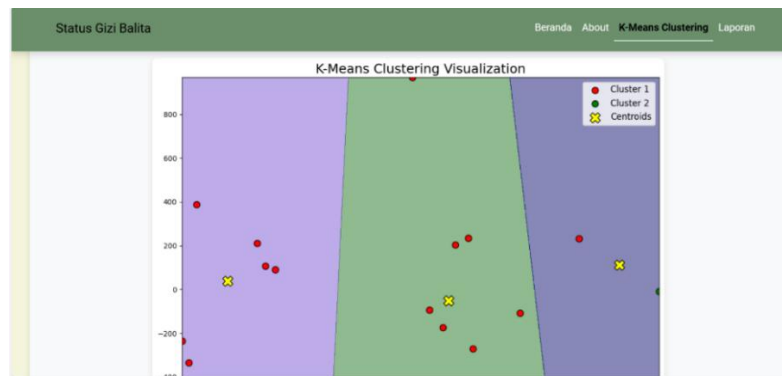 Status Gizi Balita
Beranda About K-Means Clustering Laporan
K-Means Clustering Visualization
Cluster 1
Cluster 2
Centroids
800
600
400
200
0
−200